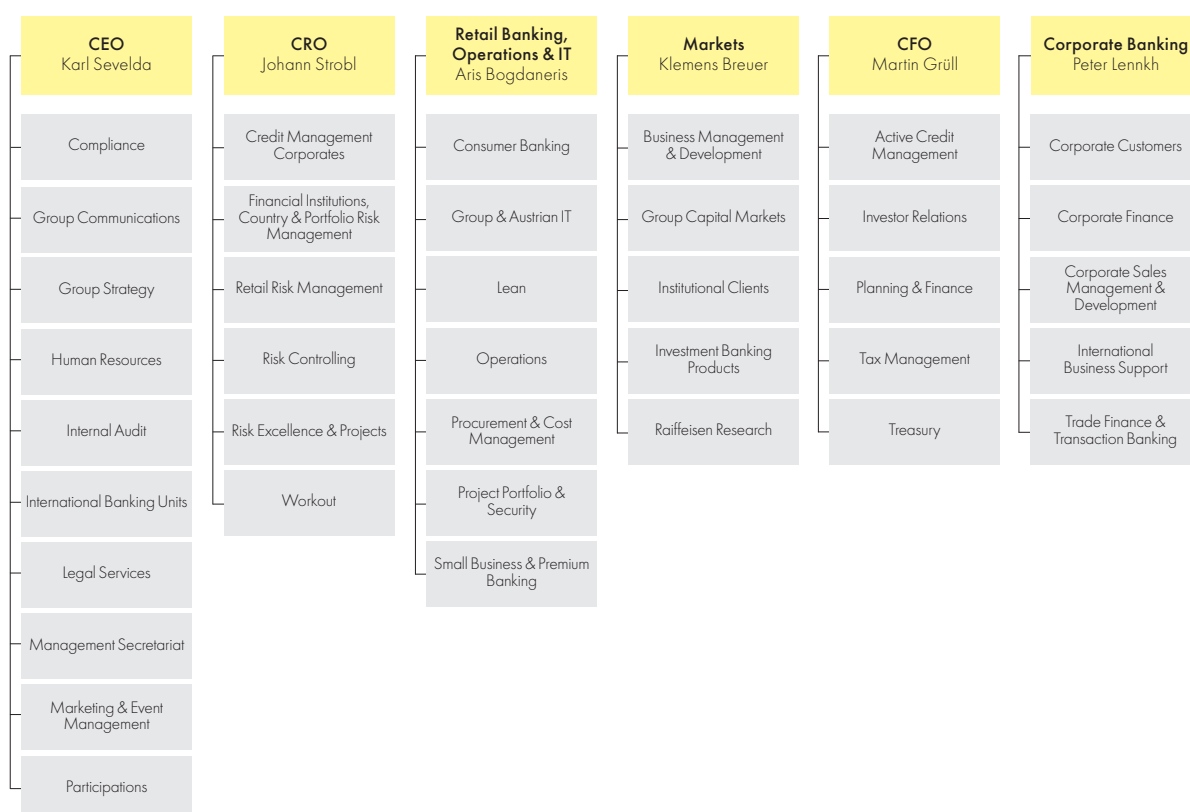 CEO
Karl Sevelda
Compliance
Group Communications
Group Strategy
Human Resources
Internal Audit
International Banking Units
Legal Services
Management Secretariat
Marketing & Event
Management
Participations
CRO
Johann Strobl
Credit Management
Corporates
Financial Institutions,
Country & Portfolio Risk
Management
Retail Risk Management
Risk Controlling
Risk Excellence & Projects
Workout
Retail Banking,
Operations & IT
Aris Bogdaneris
Consumer Banking
Group & Austrian IT
Lean
Operations
Procurement & Cost
Management
Project Portfolio &
Security
Small Business & Premium
Banking
Markets
Klemens Breuer
Business Management
& Development
Group Capital Markets
Institutional Clients
Investment Banking
Products
Raiffeisen Research
CFO
Martin Grüll
Active Credit
Management
Investor Relations
Planning & Finance
Tax Management
Treasury
Corporate Banking
Peter Lennkh
Corporate Customers
Corporate Finance
Corporate Sales
Management &
Development
International
Business Support
Trade Finance &
Transaction Banking